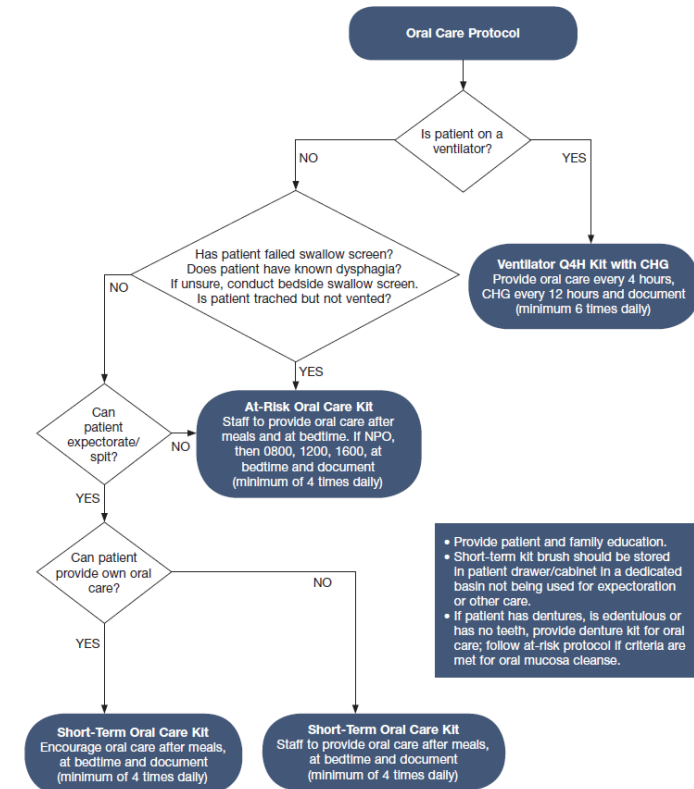 Oral Care Protocol
Is patient on a
ventilator?
NO
YES
Has patient failed swallow screen?
Does patient have known dysphagia?
If unsure, conduct bedside swallow screen.
Is patient trached but not vented?
Ventilator Q4H Kit with CHG
Provide oral care every 4 hours,
CHG every 12 hours and document
(minimum 6 times daily)
NO
YES
Can
patient
expectorate/
spit?
NO
At-Risk Oral Care Kit
Staff to provide oral care after
meals and at bedtime. If NPO,
then 0800, 1200, 1600, at
bedtime and document
(minimum of 4 times daily)
YES
Can patient
provide own oral
care?
NO
YES
• Provide patient and family education.
• Short-term kit brush should be stored
in patient drawer/cabinet in a dedicated
basin not being used for expectoration
or other care.
• If patient has dentures, is edentulous or
has no teeth, provide denture kit for oral
care; follow at-risk protocol if criteria are
met for oral mucosa cleanse.
Short-Term Oral Care Kit
Encourage oral care after meals,
at bedtime and document
(minimum of 4 times daily)
Short-Term Oral Care Kit
Staff to provide oral care after meals,
at bedtime and document
(minimum of 4 times daily)